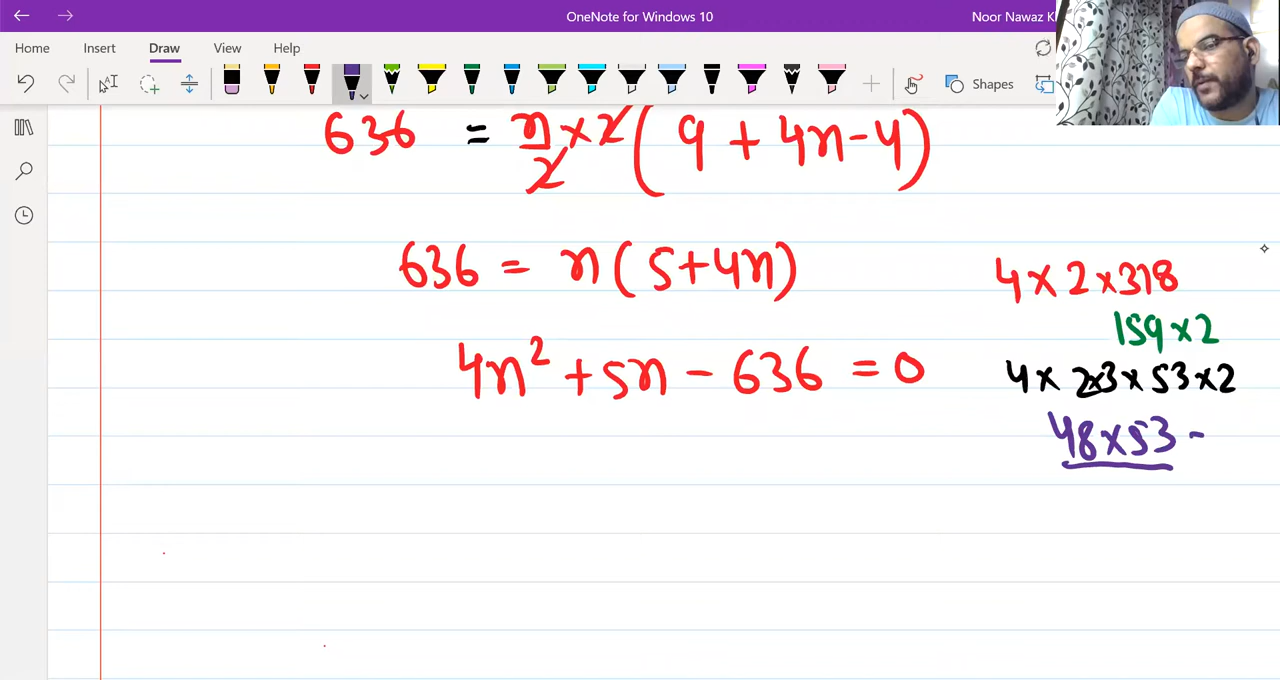 OneNote for Windows 10
Noor Nawaz K
Home Insert Draw View Help
Shapes
636 = n/2 × 2 ( 9 + 4n - 4 )
636 = n ( 5 + 4n )
4n² + 5n - 636 = 0
4 × 2 × 318
159 × 2
4 × 2×3 × 53 × 2
48 × 53 -